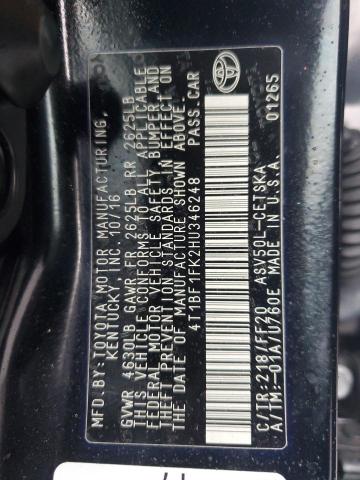 MFD. BY: TOYOTA MOTOR MANUFACTURING,
KENTUCKY, INC. 10/16
GVWR 4630LB GAWR FR 2625LB RR 2625LB
THIS VEHICLE CONFORMS TO ALL APPLICABLE
FEDERAL MOTOR VEHICLE SAFETY, BUMPER, AND
THEFT PREVENTION STANDARDS IN EFFECT ON
THE DATE OF MANUFACTURE SHOWN ABOVE.
4T1BF1FK2HU346248 PASS.CAR
TOYOTA
C/TR:218/FF20 ASV50L-CETSKA
A/TM:-01A/U760E MADE IN U.S.A. 01265